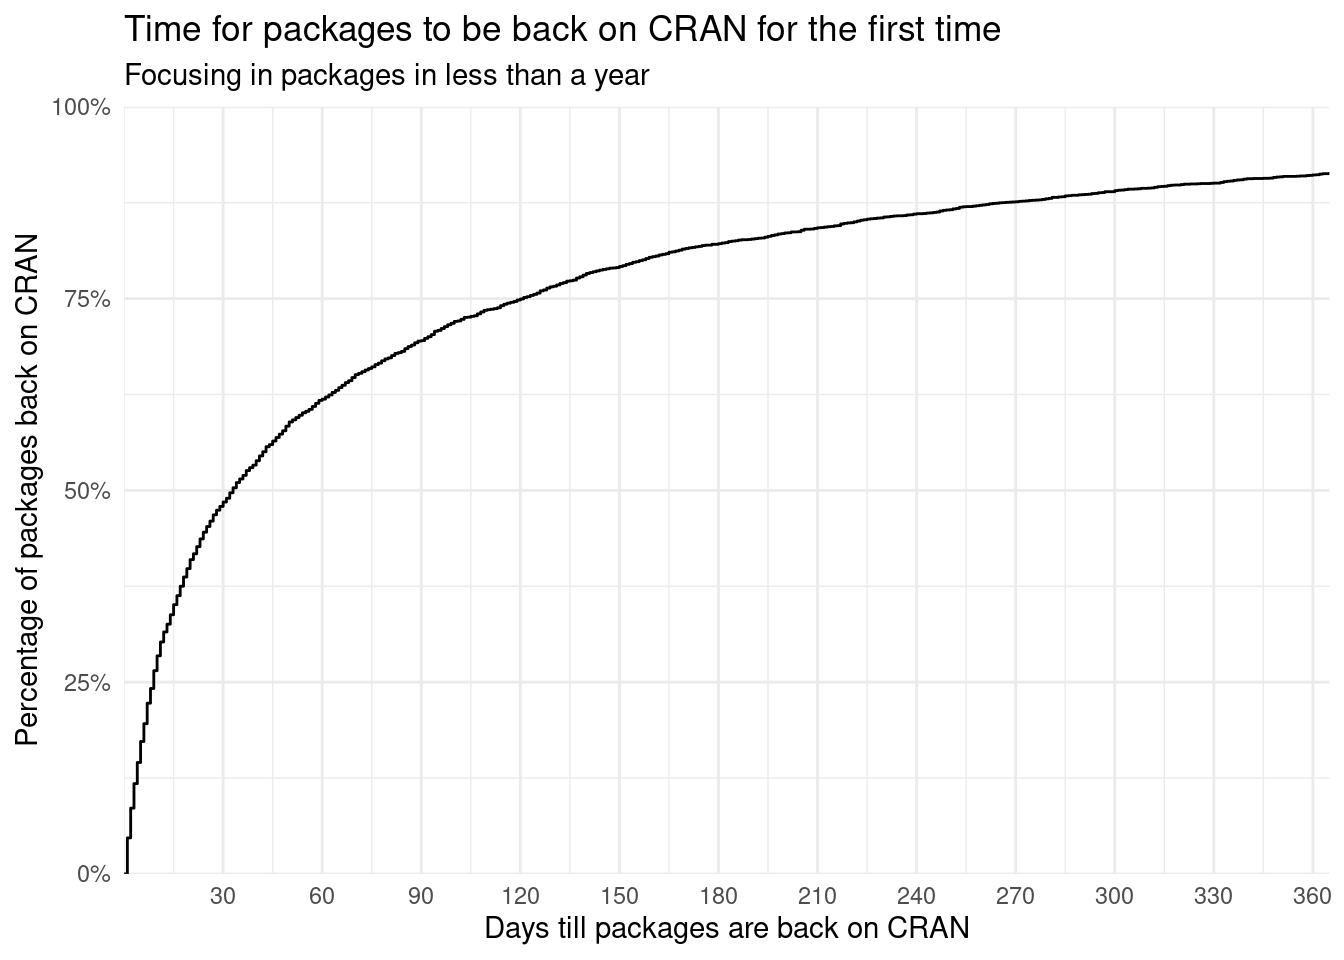 Time for packages to be back on CRAN for the first time
Focusing in packages in less than a year
Percentage of packages back on CRAN
100%
75%
50%
25%
0%
30 60 90 120 150 180 210 240 270 300 330 360
Days till packages are back on CRAN